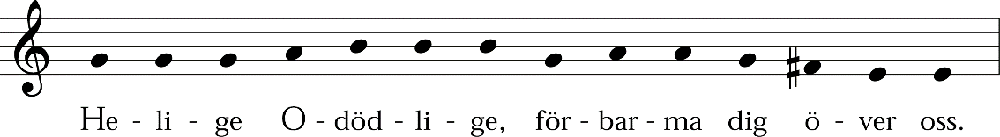 He - li - ge O - död - li - ge, för - bar - ma dig ö - ver oss.